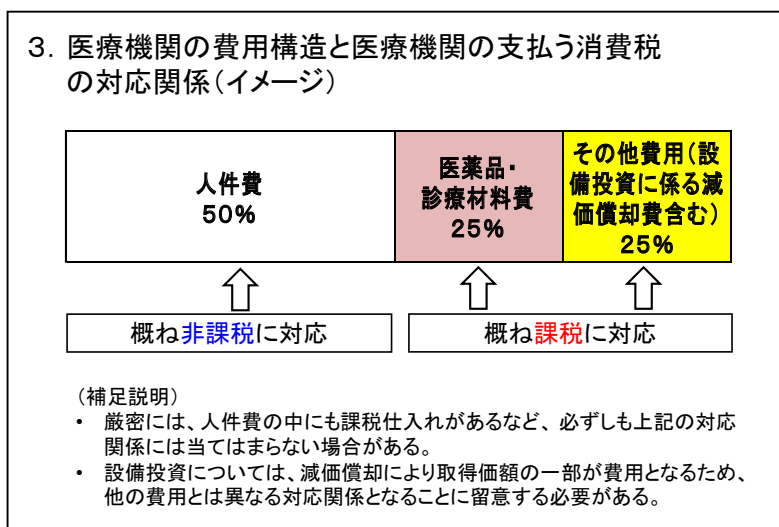 3. 医療機関の費用構造と医療機関の支払う消費税
の対応関係(イメージ)
人件費
50%
医薬品・
診療材料費
25%
その他費用(設
備投資に係る減
価償却費含む)
25%
概ね非課税に対応
概ね課税に対応
(補足説明)
• 厳密には、人件費の中にも課税仕入れがあるなど、必ずしも上記の対応
関係には当てはまらない場合がある。
• 設備投資については、減価償却により取得価額の一部が費用となるため、
他の費用とは異なる対応関係となることに留意する必要がある。